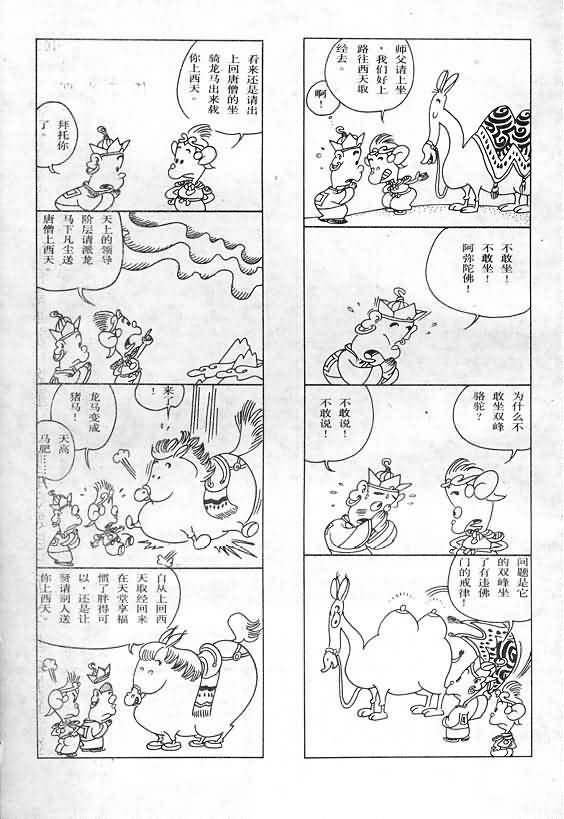 师父请上坐
,我们好上
路往西天取
经去。
啊!
不敢坐!
不敢坐!
阿弥陀佛!
为什么不
敢坐双峰
骆驼?
不敢说!
不敢说!
问题是它
的双峰坐
了有违佛
门的戒律!
看来还是请出
上回唐僧的坐
骑龙马出来载
你上西天。
拜托你
了。
天上的领导
阶层请派龙
马下凡尘送
唐僧上西天。
来了
!
龙马变成
猪马!
天高
马肥……
自从上回西
天取经回来
在天堂享福
惯了胖得可
以,还是让
贤请别人送
你上西天。